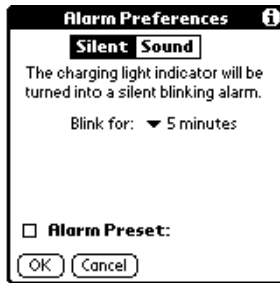 Alarm Preferences i
Silent Sound
The charging light indicator will be
turned into a silent blinking alarm.
Blink for: 5 minutes
Alarm Preset:
OK Cancel